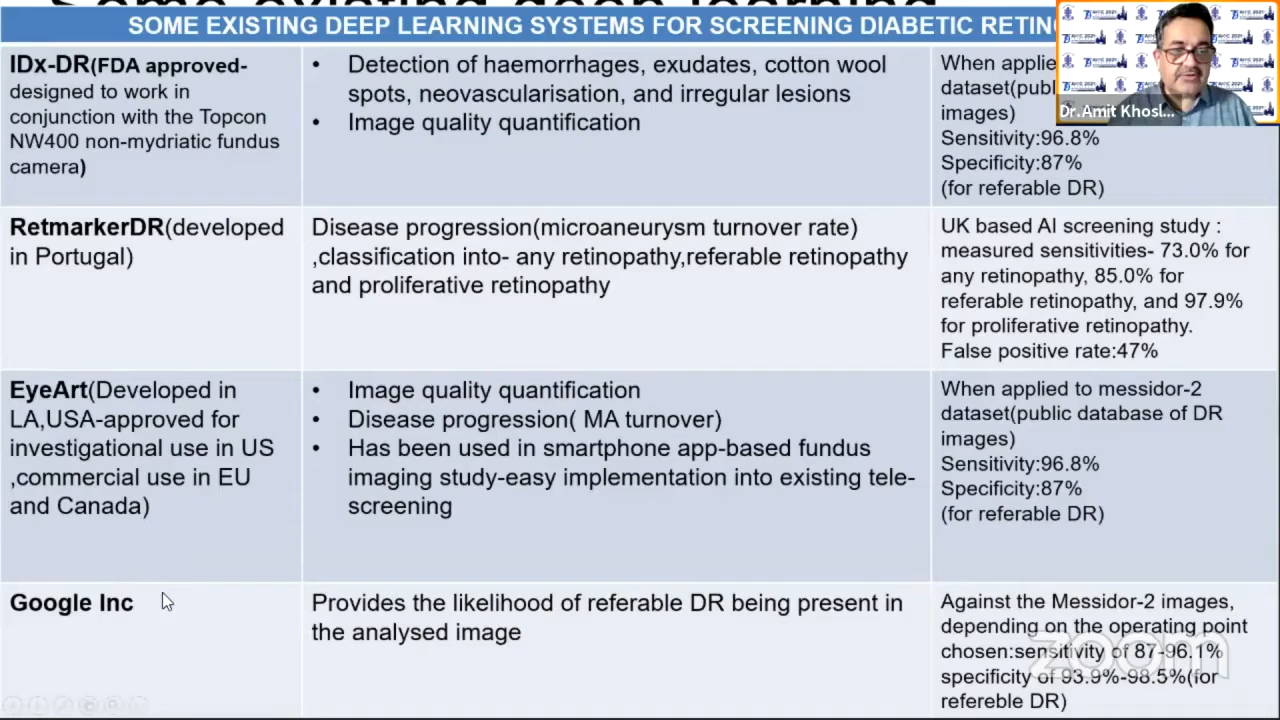 Some existing deep learning
SOME EXISTING DEEP LEARNING SYSTEMS FOR SCREENING DIABETIC
IDx-DR(FDA approved-
designed to work in
conjunction with the Topcon
NW400 non-mydriatic fundus
camera)
• Detection of hemorrhages, exudates, cotton wool
spots, neovascularisation, and irregular lesions
• Image quality quantification
When
images)
Sensitivity:96.8%
Specificity:87%
(for referable DR)
Dr.Amit Khosl...
RetmarkerDR(developed
in Portugal)
Disease progression(microaneurysm turnover rate)
,classification into- any retinopathy,referable retinopathy
and proliferative retinopathy
UK based AI screening study :
measured sensitivities- 73.0% for
any retinopathy, 85.0% for
referable retinopathy, and 97.9%
for proliferative retinopathy.
False positive rate:47%
EyeArt(Developed in
LA,USA-approved for
investigational use in US
,commercial use in EU
and Canada)
• Image quality quantification
• Disease progression( MA turnover)
• Has been used in smartphone app-based fundus
imaging study-easy implementation into existing tele-
screening
When applied to messidor-2
dataset(public database of DR
images)
Sensitivity:96.8%
Specificity:87%
(for referable DR)
Google Inc
Provides the likelihood of referable DR being present in
the analysed image
Against the Messidor-2 images,
depending on the operating point
chosen:sensitivity of 87-96.1%
specificity of 93.9%-98.5%(for
refereble DR)
zoom